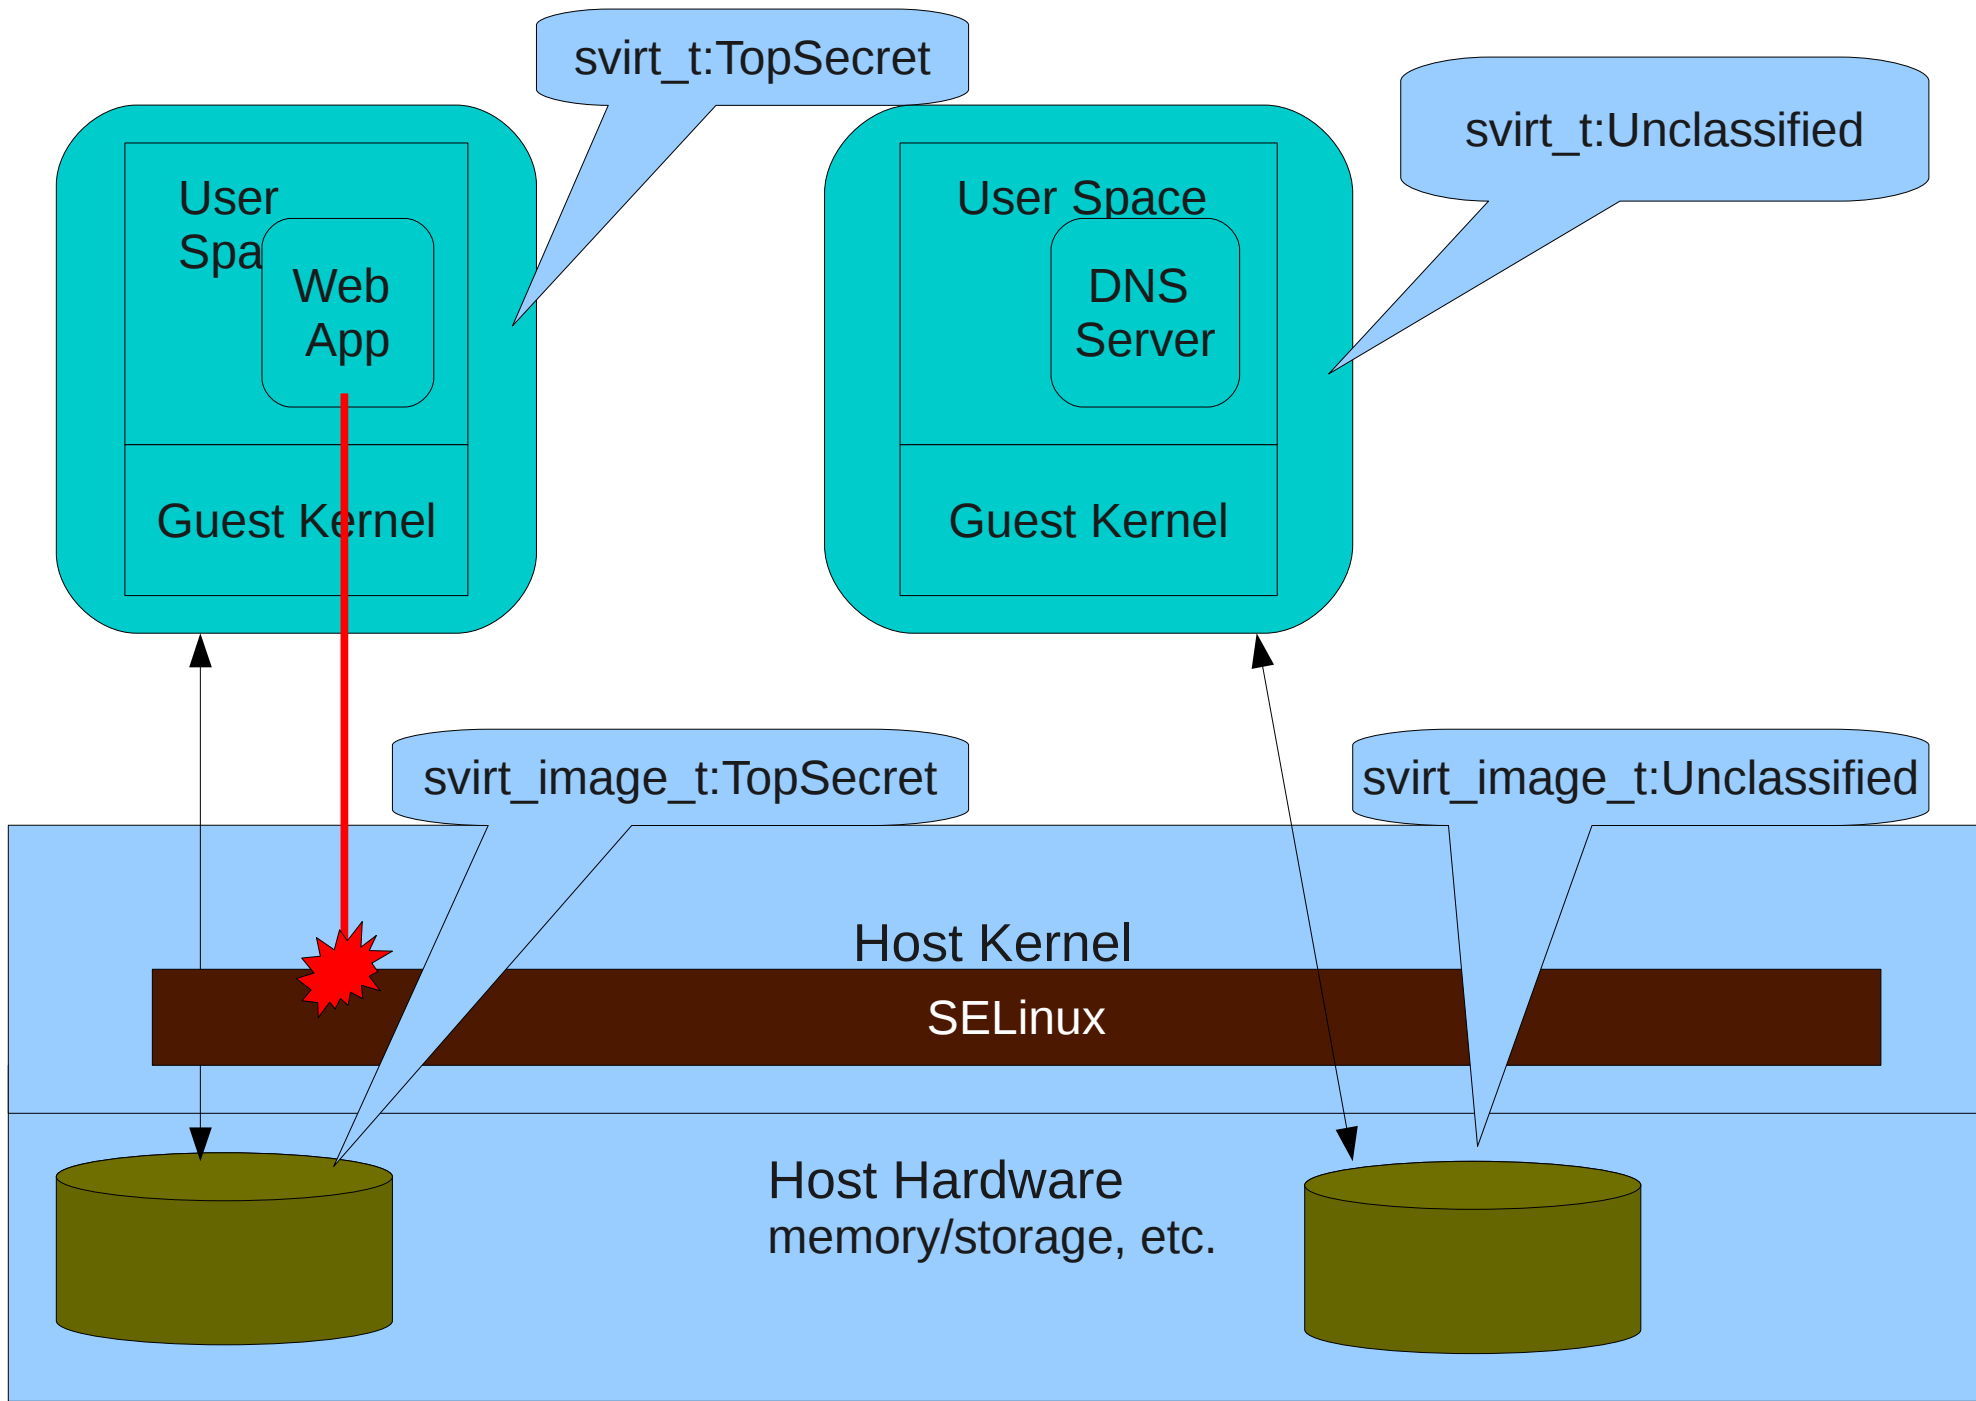 svirt_t:TopSecret
svirt_t:Unclassified
User
Spa
Web
App
Guest Kernel
User Space
DNS
Server
Guest Kernel
svirt_image_t:TopSecret
svirt_image_t:Unclassified
Host Kernel
SELinux
Host Hardware
memory/storage, etc.